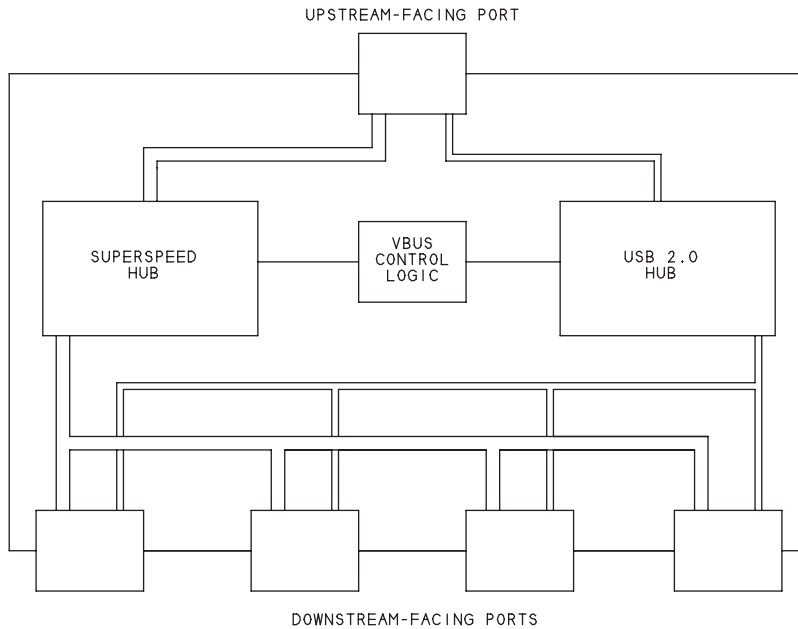 UPSTREAM-FACING PORT
SUPERSPEED
HUB
VBUS
CONTROL
LOGIC
USB 2.0
HUB
DOWNSTREAM-FACING PORTS